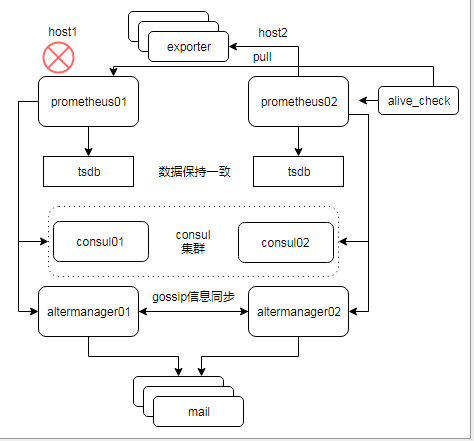 host1
host2
exporter
pull
prometheus01
prometheus02
alive_check
tsdb
数据保持一致
tsdb
consul01
consul
集群
consul02
gossip信息同步
altermanager01
altermanager02
mail